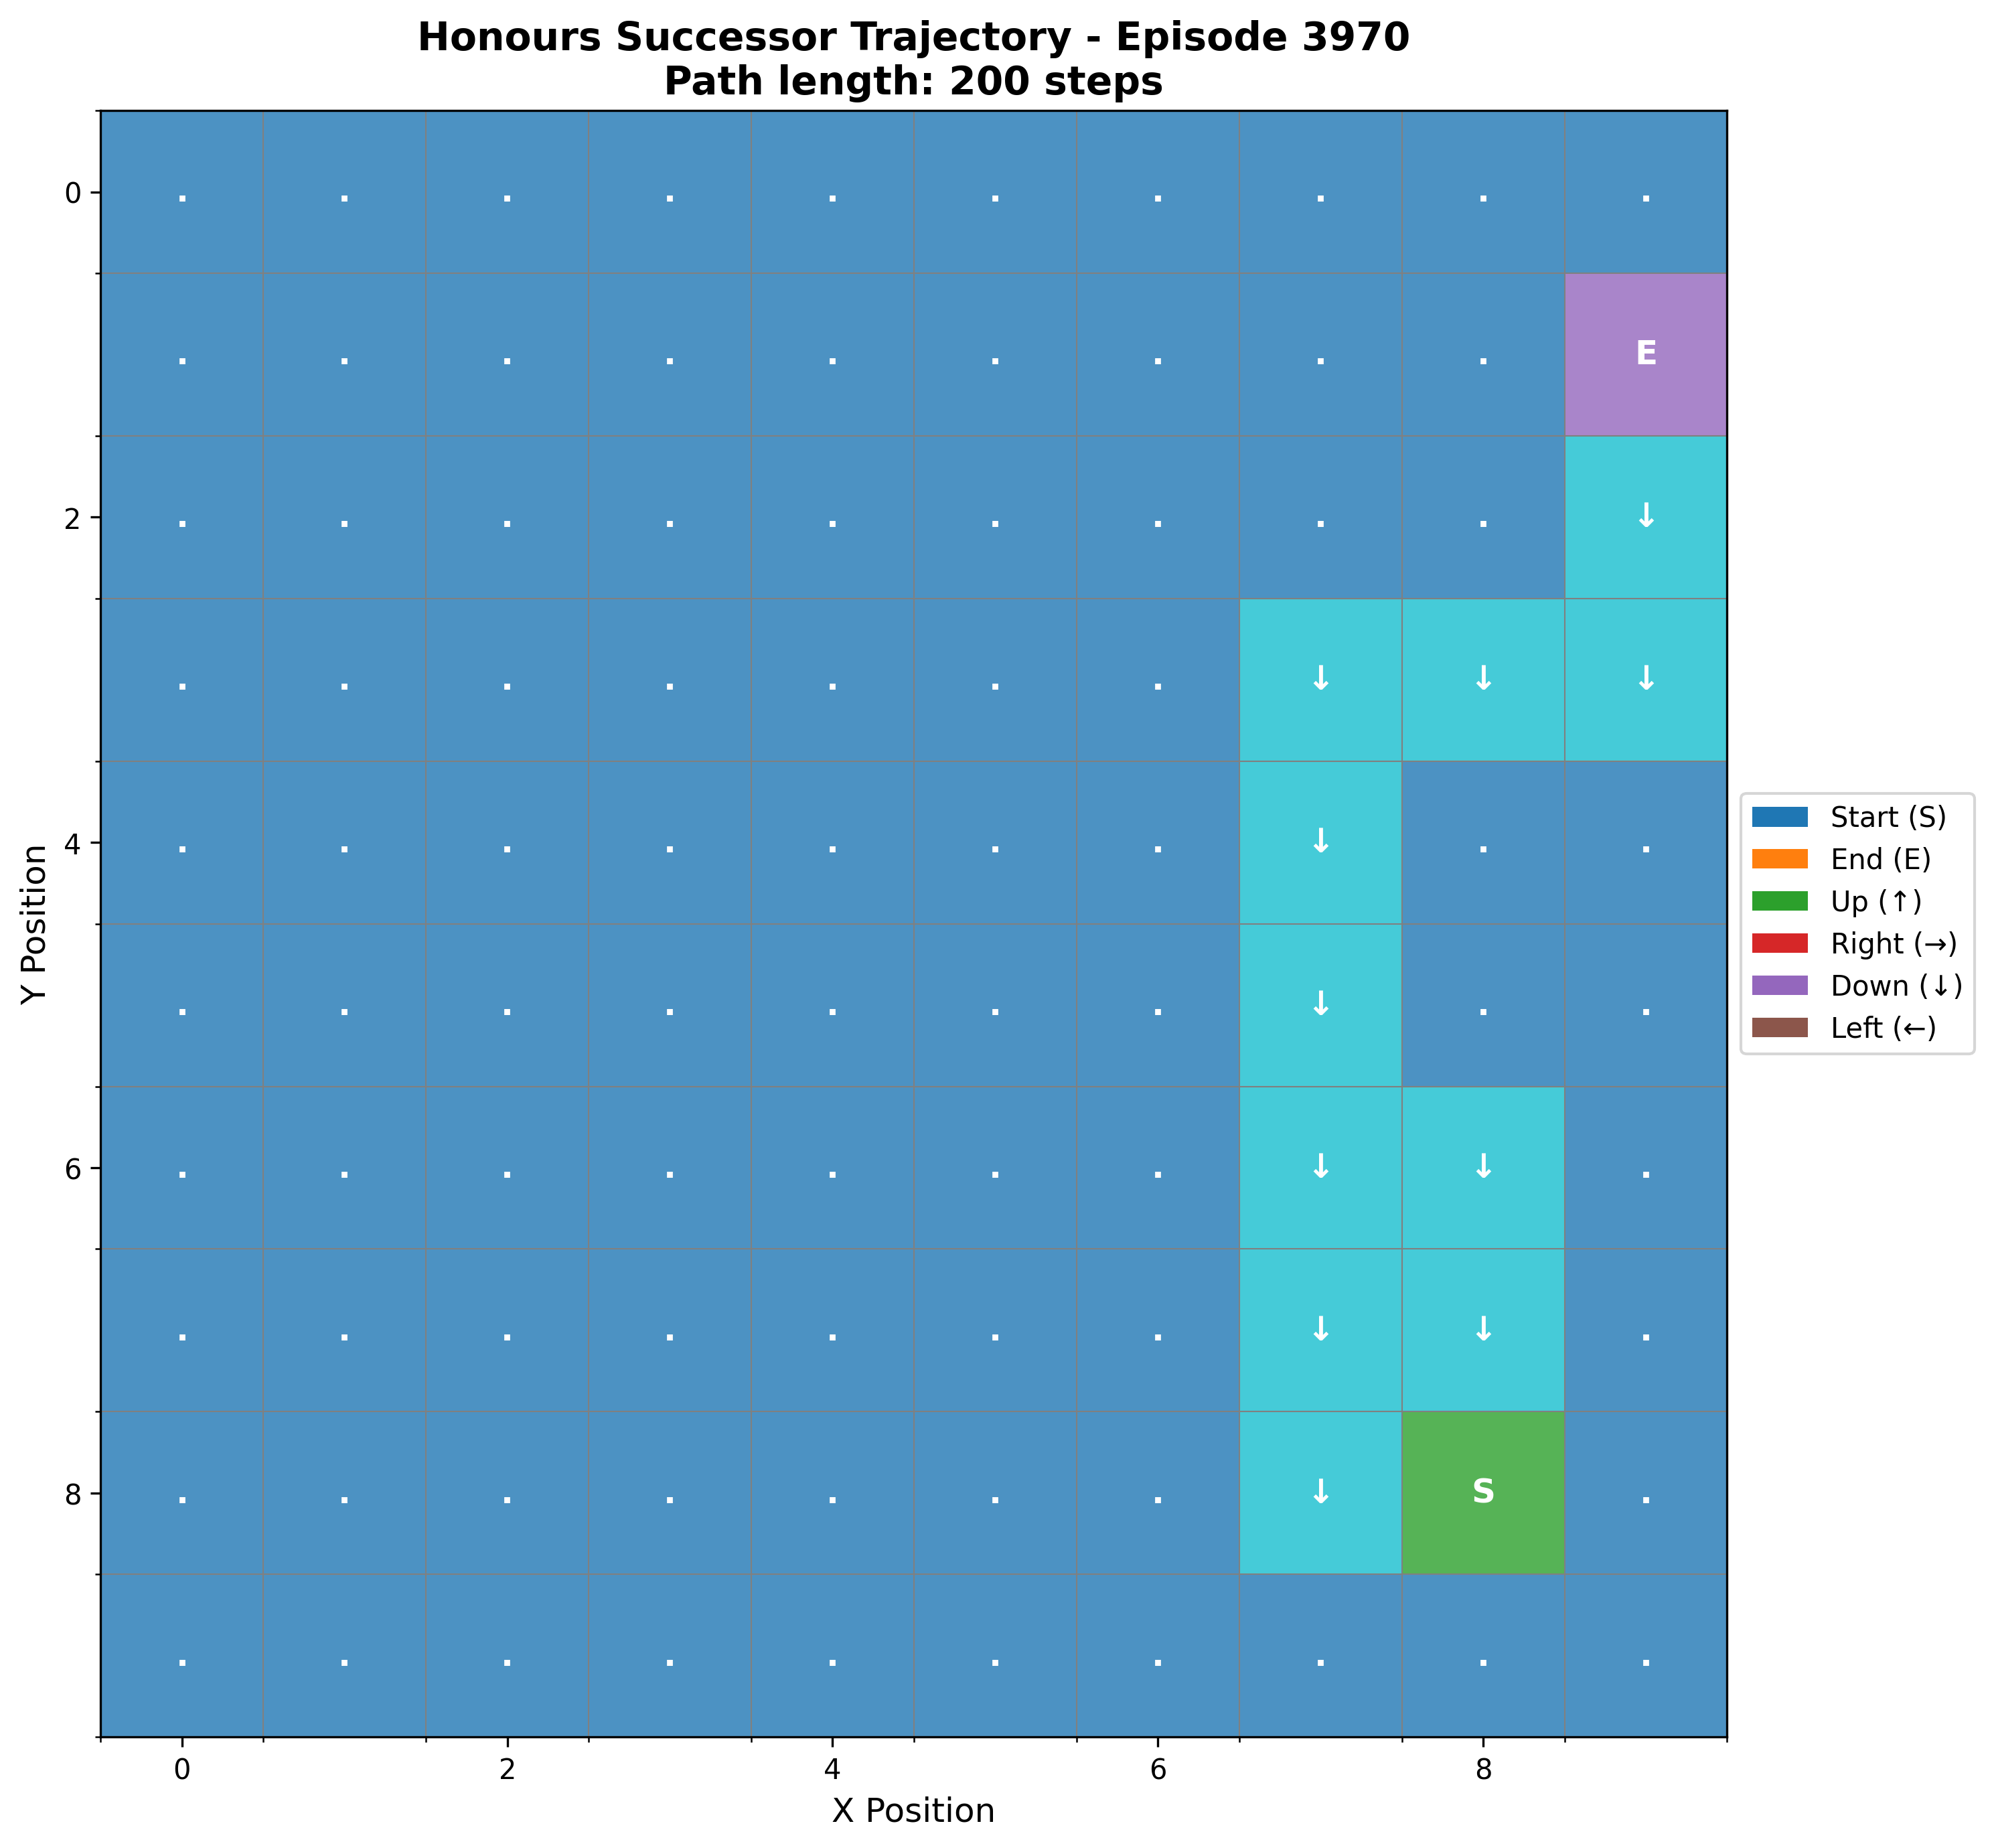 Honours Successor Trajectory - Episode 3970
Path length: 200 steps
0
E
2
↓
↓ ↓ ↓
4
↓
↓
6
↓ ↓
↓ ↓
8
↓ S
0 2 4 6 8
X Position
Y Position
Start (S)
End (E)
Up (↑)
Right (→)
Down (↓)
Left (←)